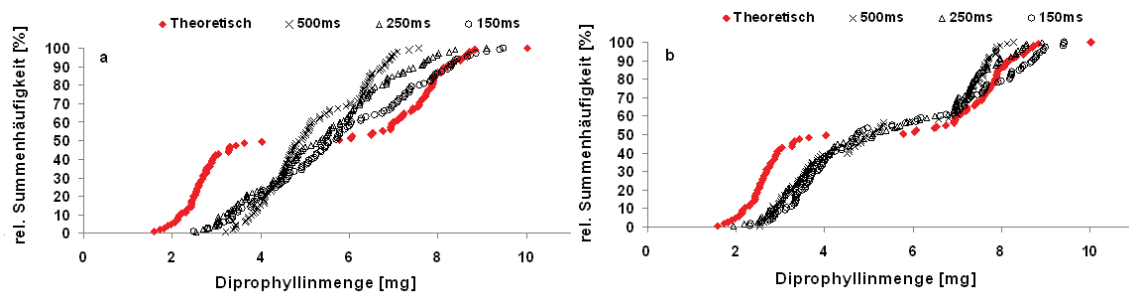 Theoretisch 500ms 250ms 150ms
a
rel. Summenhäufigkeit [%]
100
90
80
70
60
50
40
30
20
10
0
0 2 4 6 8 10
Diprophyllinmenge [mg]
Theoretisch 500ms 250ms 150ms
b
rel. Summenhäufigkeit [%]
100
90
80
70
60
50
40
30
20
10
0
0 2 4 6 8 10
Diprophyllinmenge [mg]